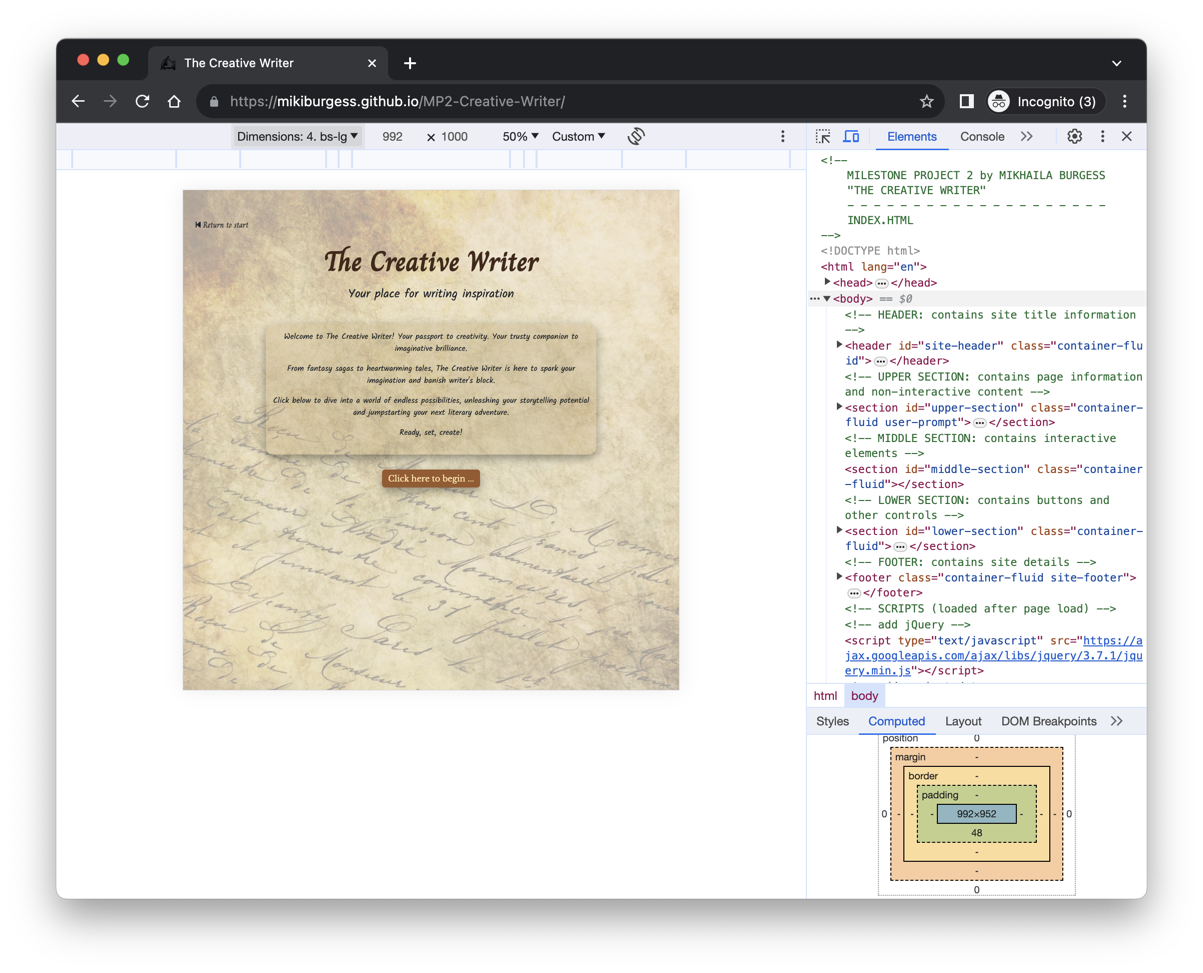 The Creative Writer
https://mikiburgess.github.io/MP2-Creative-Writer/
Incognito (3)
Dimensions: 4. bs-lg 992 × 1000 50% Custom
Return to start
The Creative Writer
Your place for writing inspiration
Welcome to The Creative Writer! Your passport to creativity. Your trusty companion to
imaginative brilliance.
From fantasy sagas to heartwarming tales, The Creative Writer is here to spark your
imagination and banish writer's block.
Click below to dive into a world of endless possibilities, unleashing your storytelling potential
and jumpstarting your next literary adventure.
Ready, set, create!
Click here to begin ...
Elements Console
<!--
MILESTONE PROJECT 2 by MIKHAILA BURGESS
"THE CREATIVE WRITER"
- - - - - - - - - - - - - - - - - - - -
INDEX.HTML
-->
<!DOCTYPE html>
<html lang="en">
<head> ••• </head>
••• <body> == $0
<!-- HEADER: contains site title information
-->
<header id="site-header" class="container-flu
id"> ••• </header>
<!-- UPPER SECTION: contains page information
and non-interactive content -->
<section id="upper-section" class="container-
fluid user-prompt"> ••• </section>
<!-- MIDDLE SECTION: contains interactive
elements -->
<section id="middle-section" class="container
-fluid"></section>
<!-- LOWER SECTION: contains buttons and
other controls -->
<section id="lower-section" class="container-
fluid"> ••• </section>
<!-- FOOTER: contains site details -->
<footer class="container-fluid site-footer">
••• </footer>
<!-- SCRIPTS (loaded after page load) -->
<!-- add jQuery -->
<script type="text/javascript" src="https://a
jax.googleapis.com/ajax/libs/jquery/3.7.1/jqu
ery.min.js"></script>
html body
Styles Computed Layout DOM Breakpoints
position 0
margin -
border -
padding -
0 - - - 992×952 - - - 0
48
-
-
0